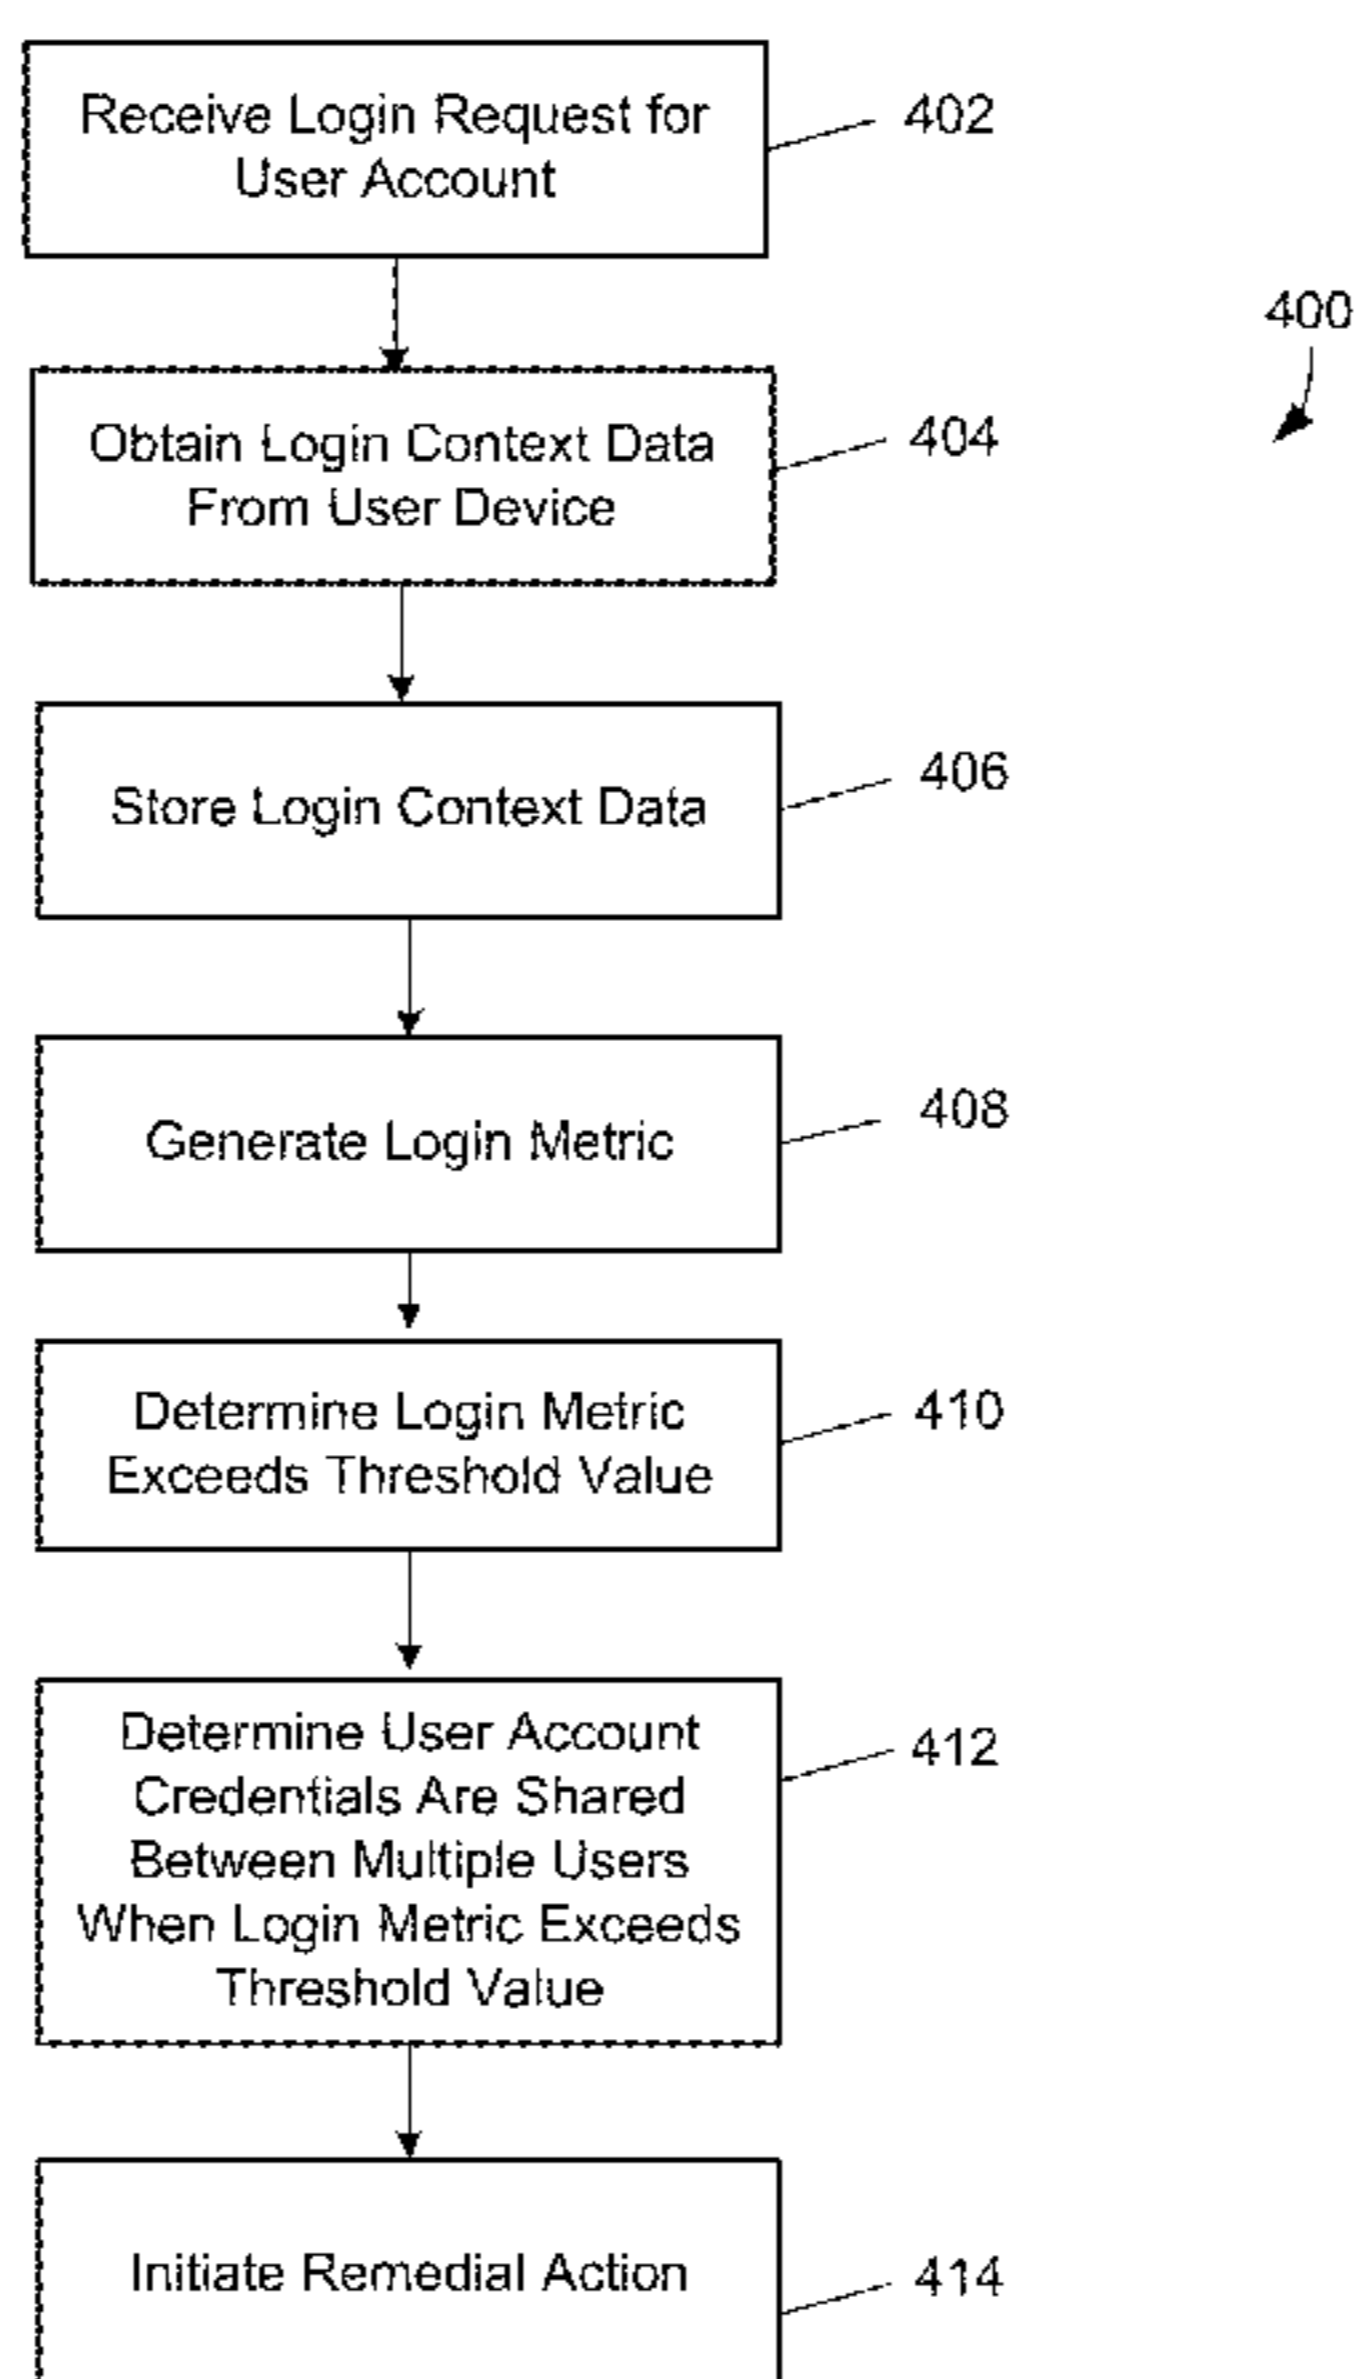 Receive Login Request for
User Account
402
400
Obtain Login Context Data
From User Device
404
Store Login Context Data
406
Generate Login Metric
408
Determine Login Metric
Exceeds Threshold Value
410
Determine User Account
Credentials Are Shared
Between Multiple Users
When Login Metric Exceeds
Threshold Value
412
Initiate Remedial Action
414